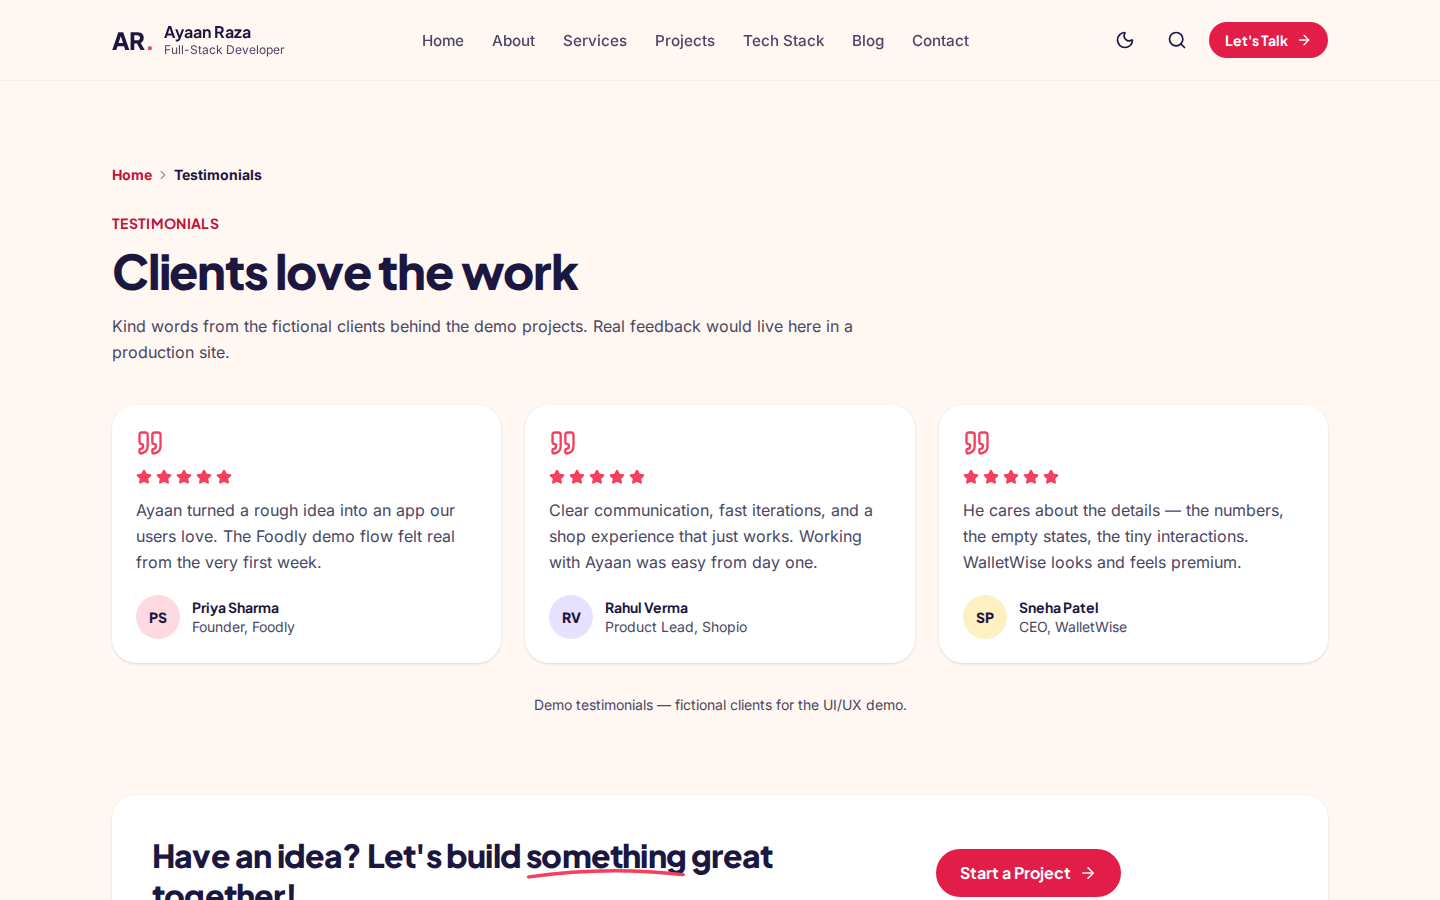 AR.
Ayaan Raza
Full-Stack Developer
Home
About
Services
Projects
Tech Stack
Blog
Contact
Let's Talk
Home
Testimonials
TESTIMONIALS
Clients love the work
Kind words from the fictional clients behind the demo projects. Real feedback would live here in a
production site.
Ayaan turned a rough idea into an app our
users love. The Foodly demo flow felt real
from the very first week.
PS
Priya Sharma
Founder, Foodly
Clear communication, fast iterations, and a
shop experience that just works. Working
with Ayaan was easy from day one.
RV
Rahul Verma
Product Lead, Shopio
He cares about the details — the numbers,
the empty states, the tiny interactions.
WalletWise looks and feels premium.
SP
Sneha Patel
CEO, WalletWise
Demo testimonials — fictional clients for the UI/UX demo.
Have an idea? Let's build something great
together!
Start a Project